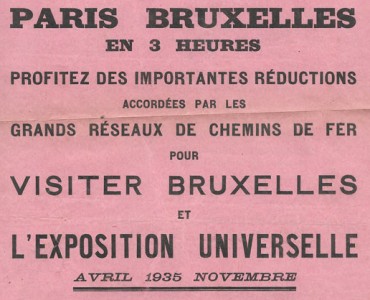 PARIS BRUXELLES
EN 3 HEURES
PROFITEZ DES IMPORTANTES RÉDUCTIONS
ACCORDÉES PAR LES
GRANDS RÉSEAUX DE CHEMINS DE FER
POUR
VISITER BRUXELLES
ET
L'EXPOSITION UNIVERSELLE
AVRIL 1935 NOVEMBRE